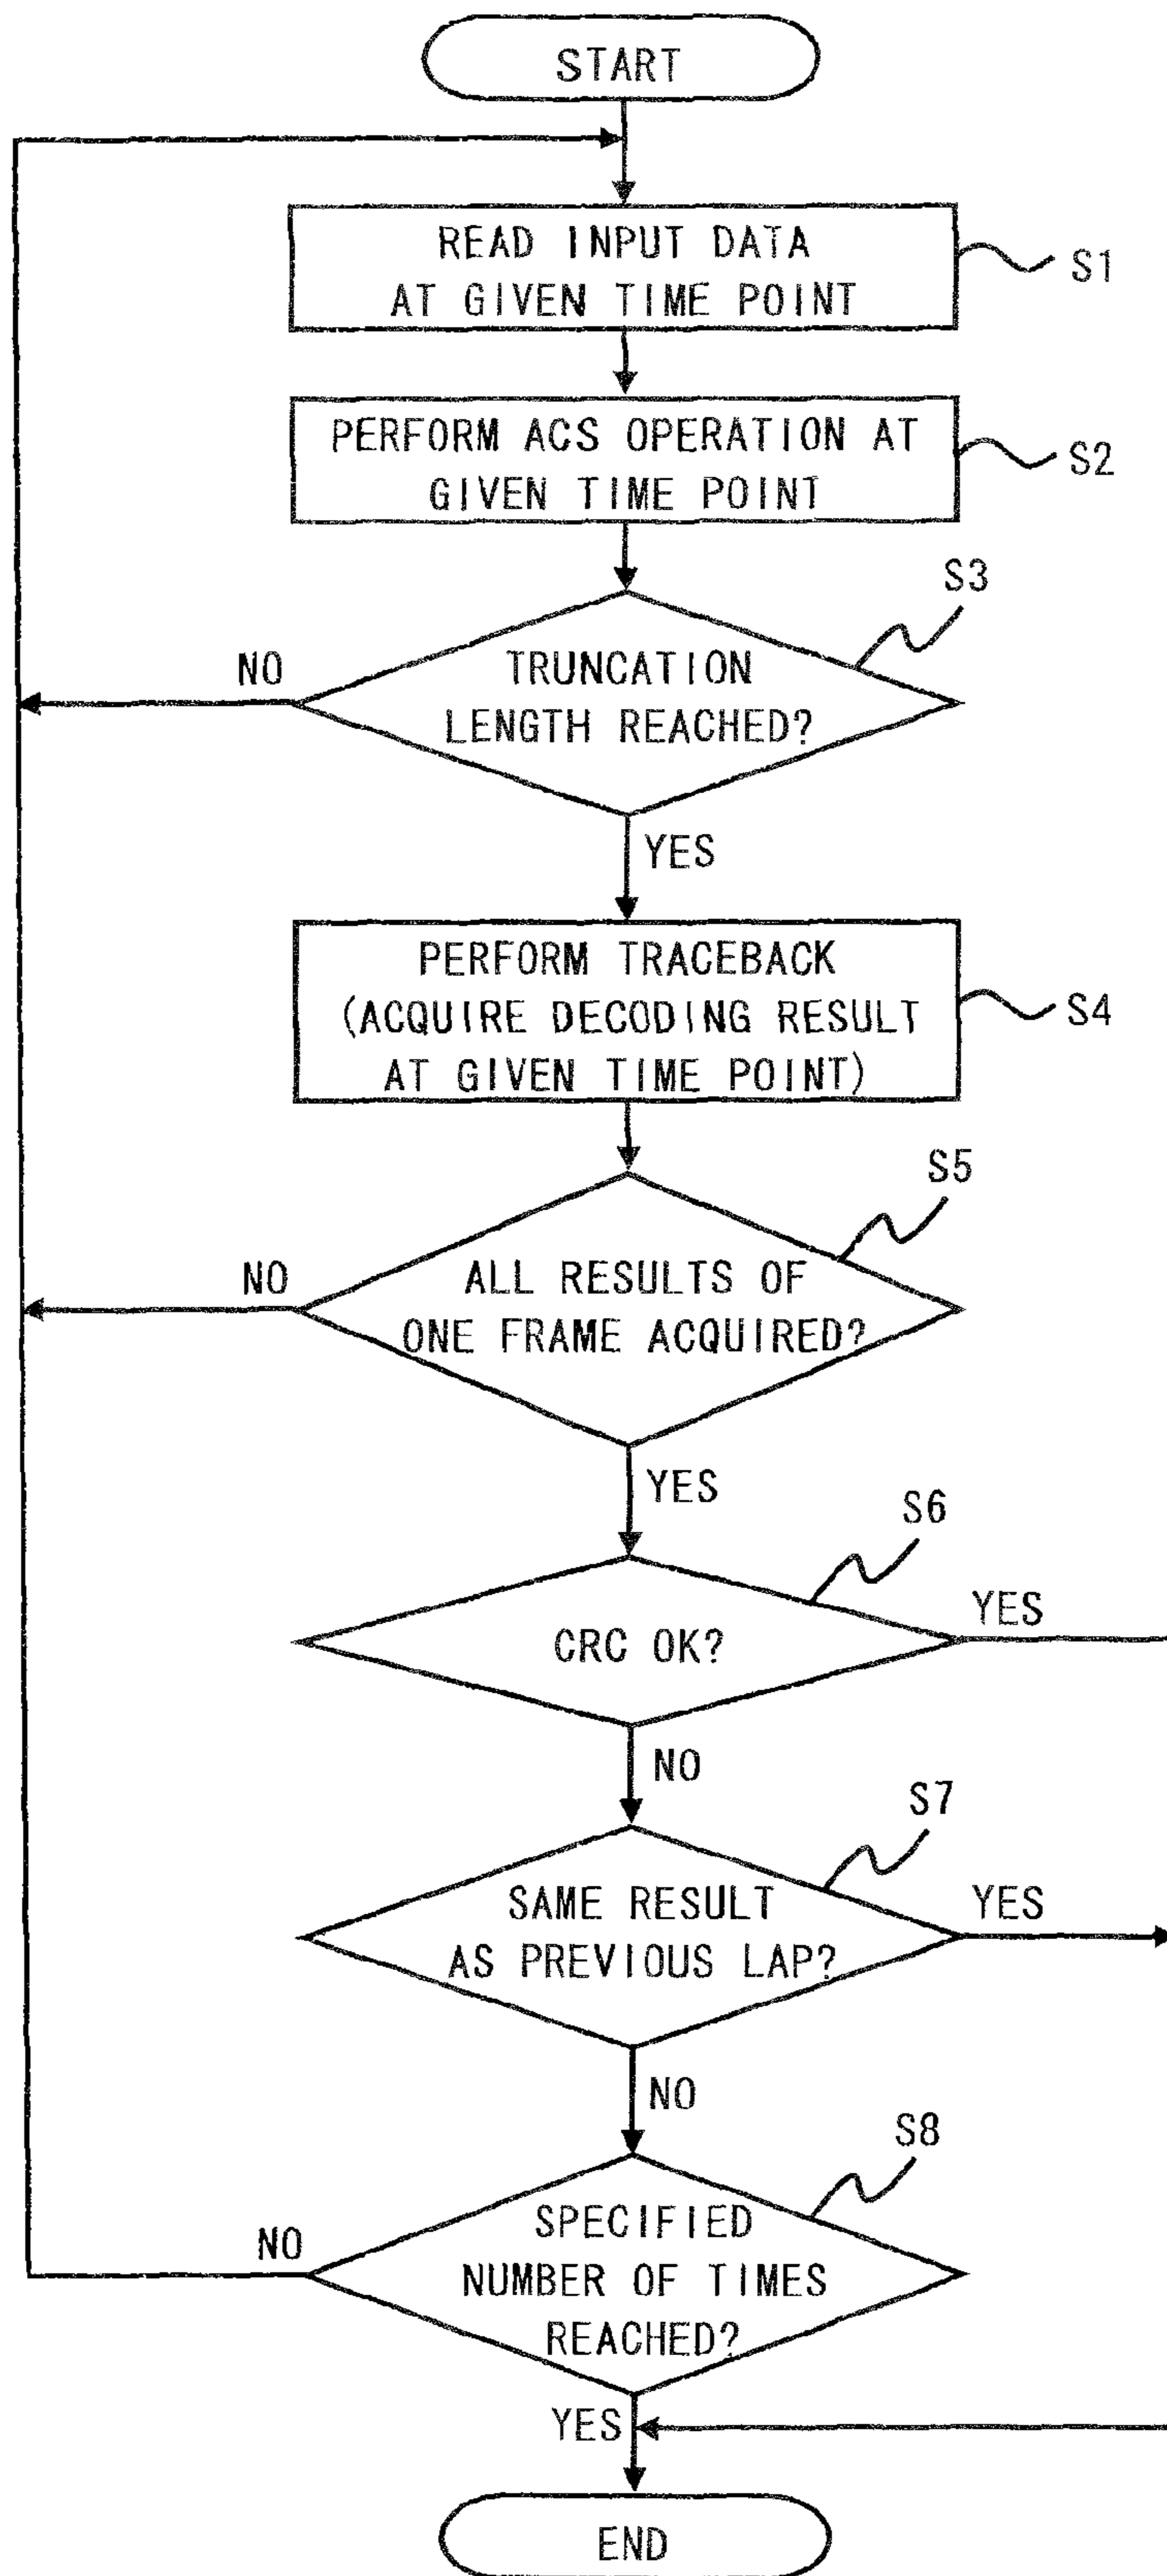 START
READ INPUT DATA
AT GIVEN TIME POINT
S1
PERFORM ACS OPERATION AT
GIVEN TIME POINT
S2
S3
TRUNCATION
LENGTH REACHED?
NO
YES
PERFORM TRACEBACK
(ACQUIRE DECODING RESULT
AT GIVEN TIME POINT)
S4
S5
ALL RESULTS OF
ONE FRAME ACQUIRED?
NO
YES
S6
CRC OK?
YES
NO
S7
SAME RESULT
AS PREVIOUS LAP?
YES
NO
S8
SPECIFIED
NUMBER OF TIMES
REACHED?
NO
YES
END